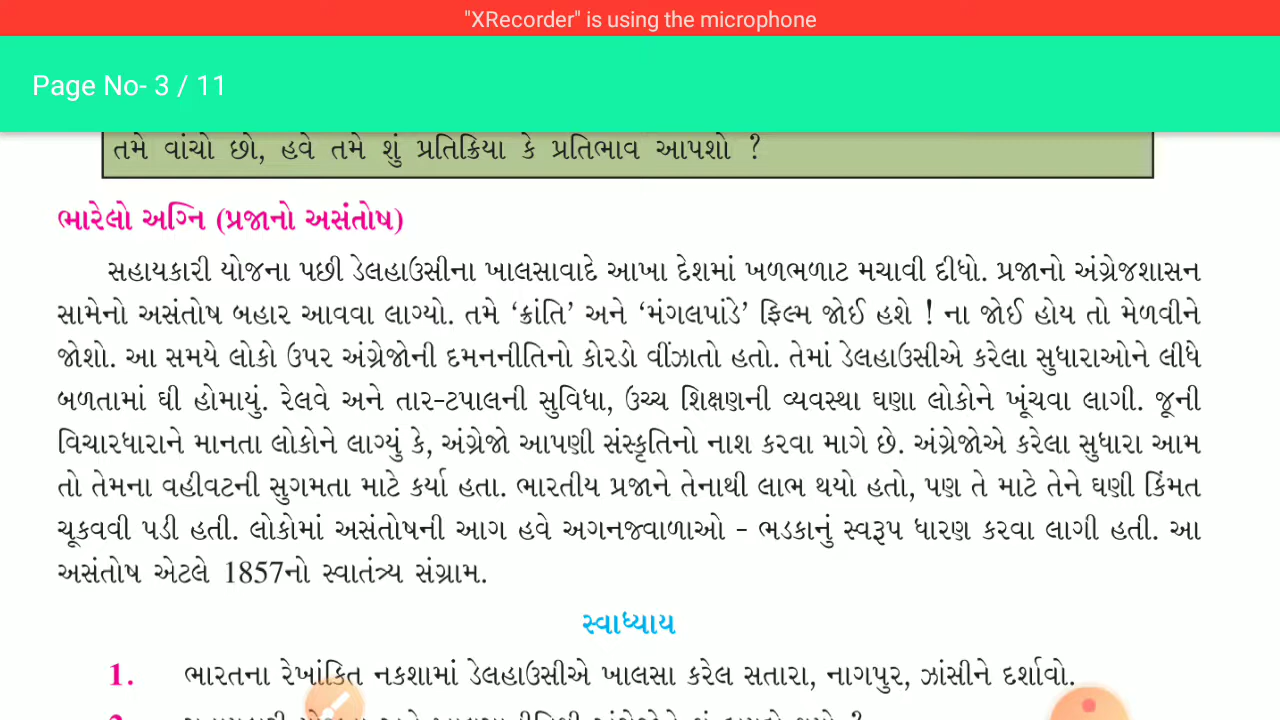 "XRecorder" is using the microphone
Page No- 3 / 11
તમે વાંચો છો, હવે તમે શું પ્રતિક્રિયા કે પ્રતિભાવ આપશો ?
ભારેલો અગ્નિ (પ્રજાનો અસંતોષ)
સહાયકારી યોજના પછી ડેલહાઉસીના ખાલસાવાદે આખા દેશમાં ખળભળાટ મચાવી દીધો. પ્રજાનો અંગ્રેજશાસન
સામેનો અસંતોષ બહાર આવવા લાગ્યો. તમે ‘ક્રાંતિ’ અને ‘મંગલપાંડે’ ફિલ્મ જોઈ હશે ! ના જોઈ હોય તો મેળવીને
જોશો. આ સમયે લોકો ઉપર અંગ્રેજોની દમનનીતિનો કોરડો વીંઝાતો હતો. તેમાં ડેલહાઉસીએ કરેલા સુધારાઓને લીધે
બળતામાં ઘી હોમાયું. રેલવે અને તાર-ટપાલની સુવિધા, ઉચ્ચ શિક્ષણની વ્યવસ્થા ઘણા લોકોને ખૂંચવા લાગી. જૂની
વિચારધારાને માનતા લોકોને લાગ્યું કે, અંગ્રેજો આપણી સંસ્કૃતિનો નાશ કરવા માગે છે. અંગ્રેજોએ કરેલા સુધારા આમ
તો તેમના વહીવટની સુગમતા માટે કર્યા હતા. ભારતીય પ્રજાને તેનાથી લાભ થયો હતો, પણ તે માટે તેને ઘણી કિંમત
ચૂકવવી પડી હતી. લોકોમાં અસંતોષની આગ હવે અગનજ્વાળાઓ - ભડકાનું સ્વરૂપ ધારણ કરવા લાગી હતી. આ
અસંતોષ એટલે 1857નો સ્વાતંત્ર્ય સંગ્રામ.
સ્વાધ્યાય
1. ભારતના રેખાંકિત નકશામાં ડેલહાઉસીએ ખાલસા કરેલ સતારા, નાગપુર, ઝાંસીને દર્શાવો.